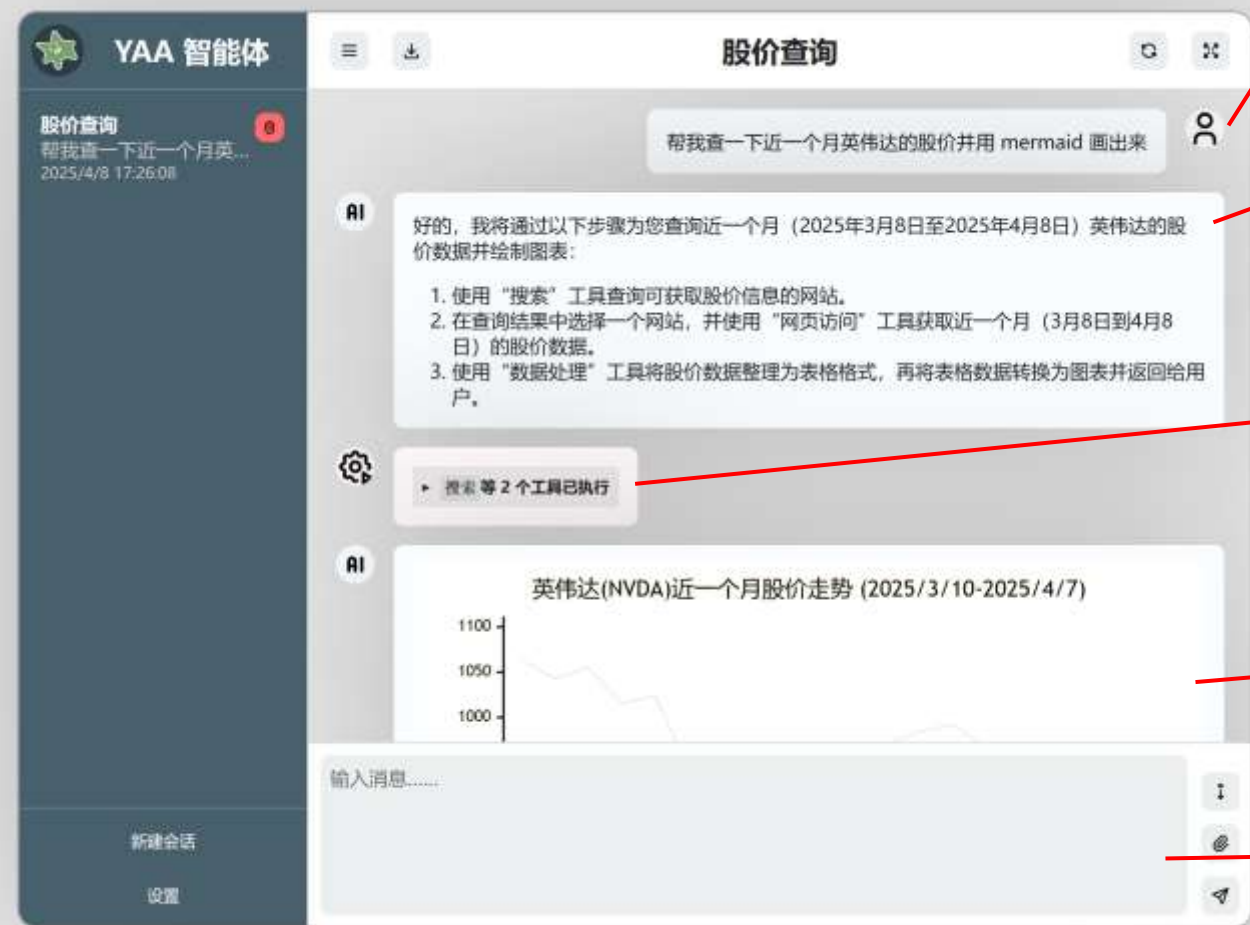 YAA 智能体
股价查询
帮我查一下近一个月英...
2025/4/8 17:26:08
新建会话
设置
股价查询
帮我查一下近一个月英伟达的股价并用 mermaid 画出来
AI
好的，我将通过以下步骤为您查询近一个月（2025年3月8日至2025年4月8日）英伟达的股
价数据并绘制图表：
1. 使用“搜索”工具查询可获取股价信息的网站。
2. 在查询结果中选择一个网站，并使用“网页访问”工具获取近一个月（3月8日到4月8
日）的股价数据。
3. 使用“数据处理”工具将股价数据整理为表格格式，再将表格数据转换为图表并返回给用
户。
搜索 等 2 个工具已执行
AI
英伟达(NVDA)近一个月股价走势 (2025/3/10-2025/4/7)
1100
1050
1000
输入消息......